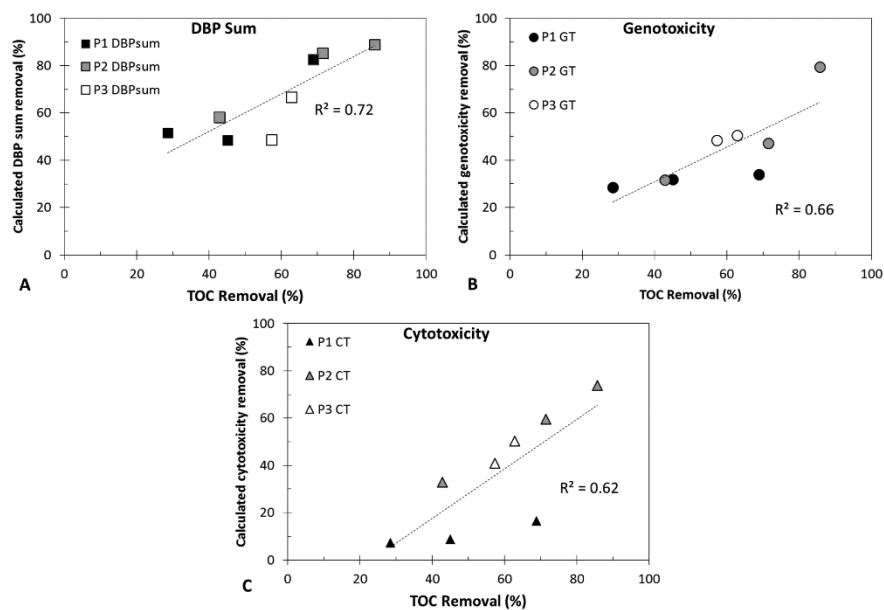 DBP Sum
P1 DBPsum
P2 DBPsum
P3 DBPsum
R² = 0.72
Calculated DBP sum removal (%)
100
80
60
40
20
0
0 20 40 60 80 100
TOC Removal (%)
A
Genotoxicity
P1 GT
P2 GT
P3 GT
R² = 0.66
Calculated genotoxicity removal (%)
100
80
60
40
20
0
0 20 40 60 80 100
TOC Removal (%)
B
Cytotoxicity
P1 CT
P2 CT
P3 CT
R² = 0.62
Calculated cytotoxicity removal (%)
100
80
60
40
20
0
0 20 40 60 80 100
TOC Removal (%)
C